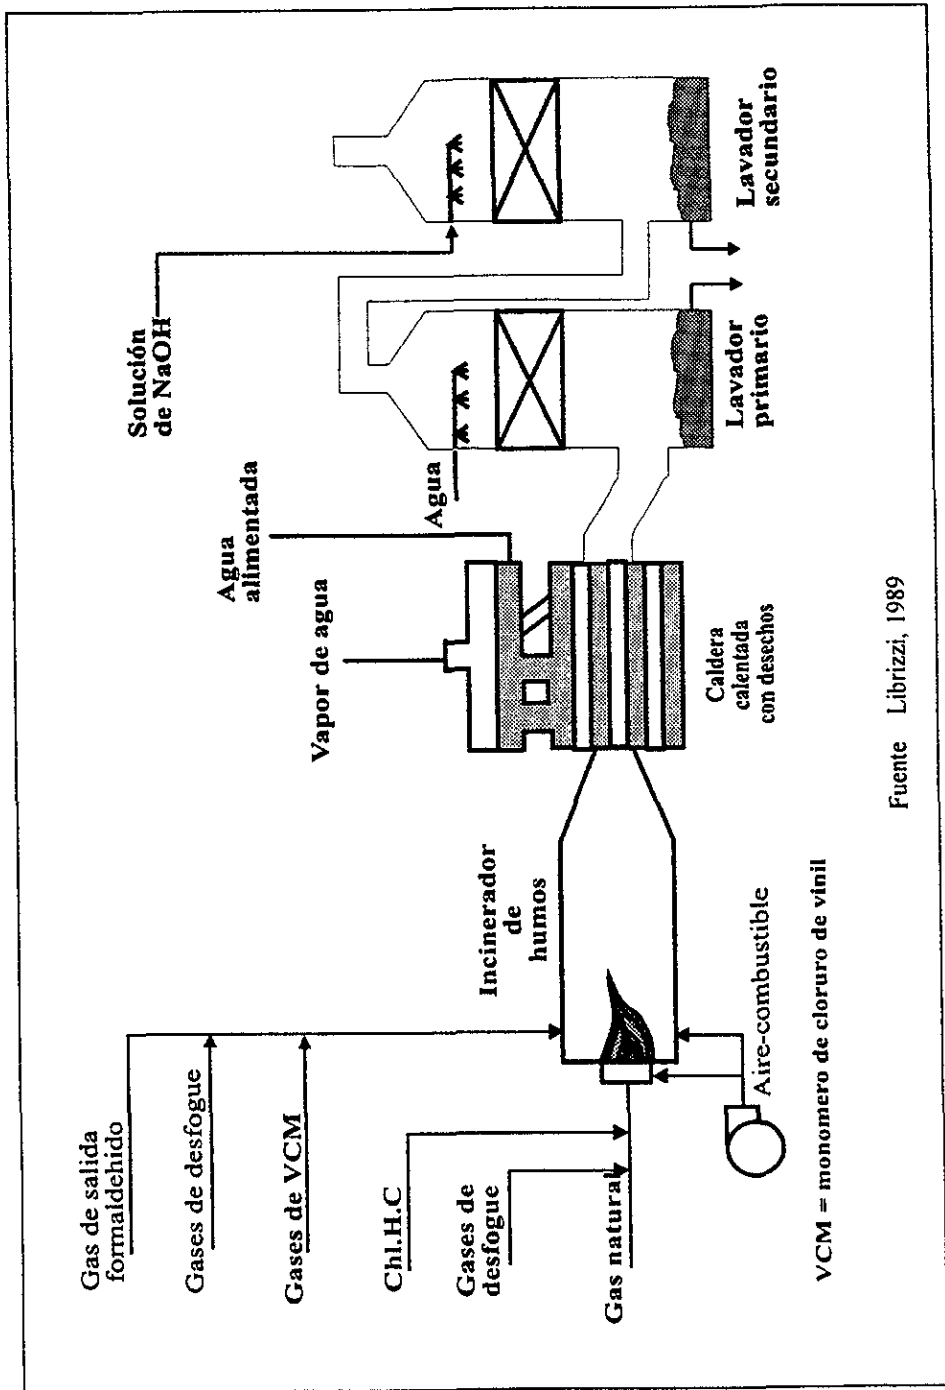 Gas de salida
formaldehido
Gases de desfogue
Gases de VCM
Chl.H.C
Gases de
desfogue
Gas natural
Aire-combustible
Incinerador
de
humos
Vapor de agua
Agua
alimentada
Caldera
calentada
con desechos
Agua
Solución
de NaOH
Lavador
primario
Lavador
secundario
VCM = monomero de cloruro de vinil
Fuente Librizzi, 1989